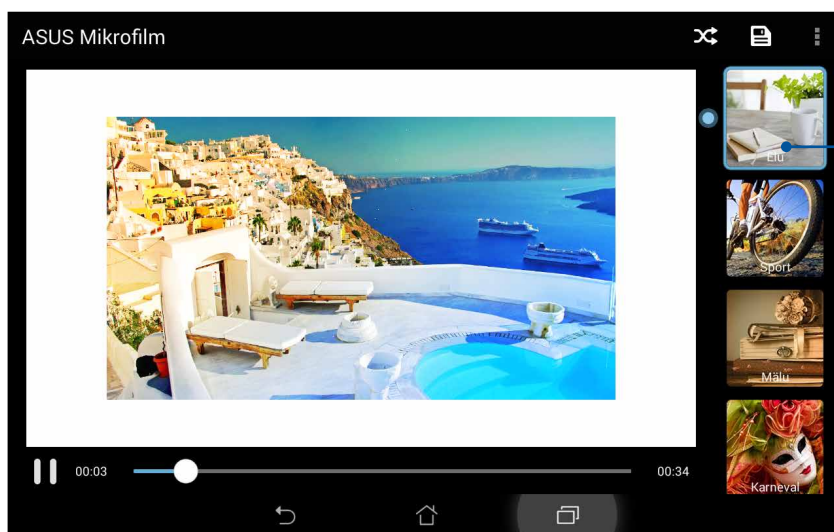 ASUS Mikrofilm
Elu
Sport
Mälu
Karneval
00:03
00:34